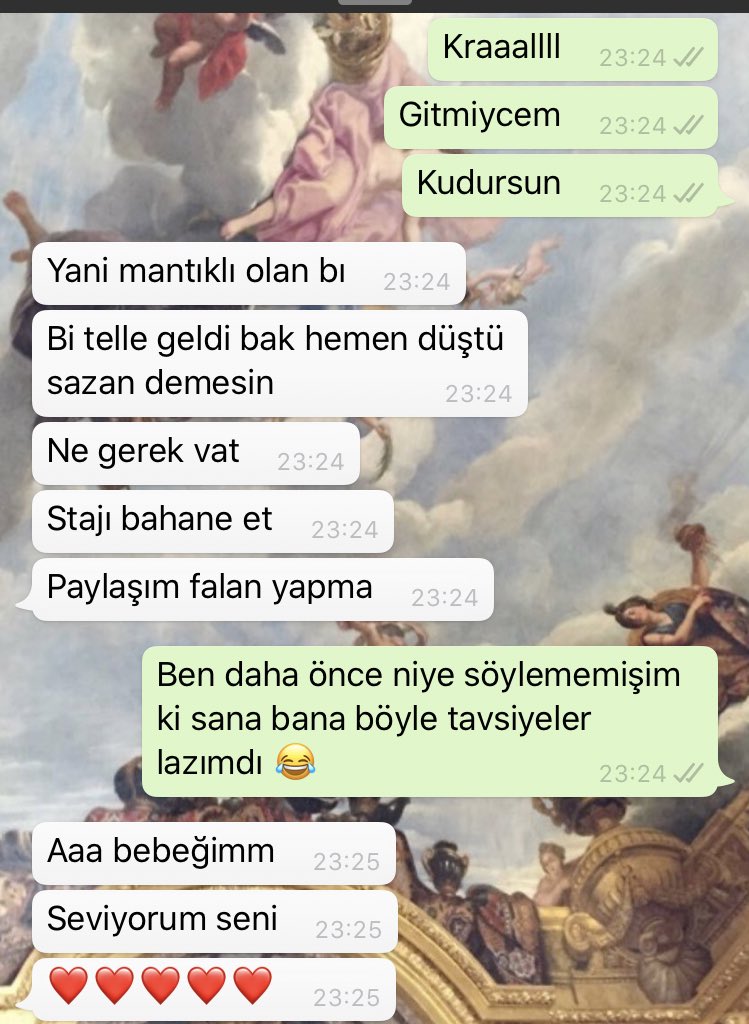 Kraaallll 23:24
Gitmiycem 23:24
Kudursun 23:24
Yani mantıklı olan bı 23:24
Bi telle geldi bak hemen düştü
sazan demesin 23:24
Ne gerek vat 23:24
Stajı bahane et 23:24
Paylaşım falan yapma 23:24
Ben daha önce niye söylememişim
ki sana bana böyle tavsiyeler
lazımdı 😂 23:24
Aaa bebeğimm 23:25
Seviyorum seni 23:25
❤️❤️❤️❤️❤️ 23:25